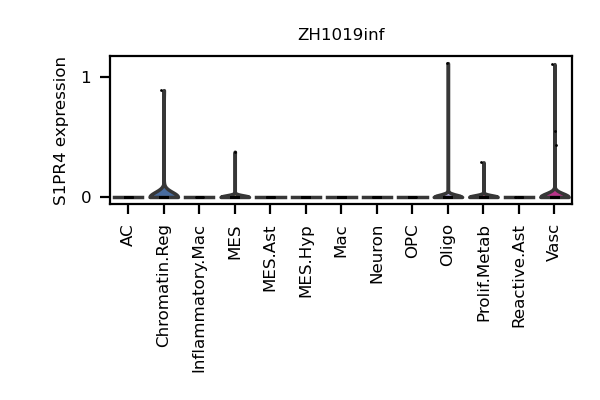 ZH1019inf
S1PR4 expression
1
0
AC
Chromatin.Reg
Inflammatory.Mac
MES
MES.Ast
MES.Hyp
Mac
Neuron
OPC
Oligo
Prolif.Metab
Reactive.Ast
Vasc